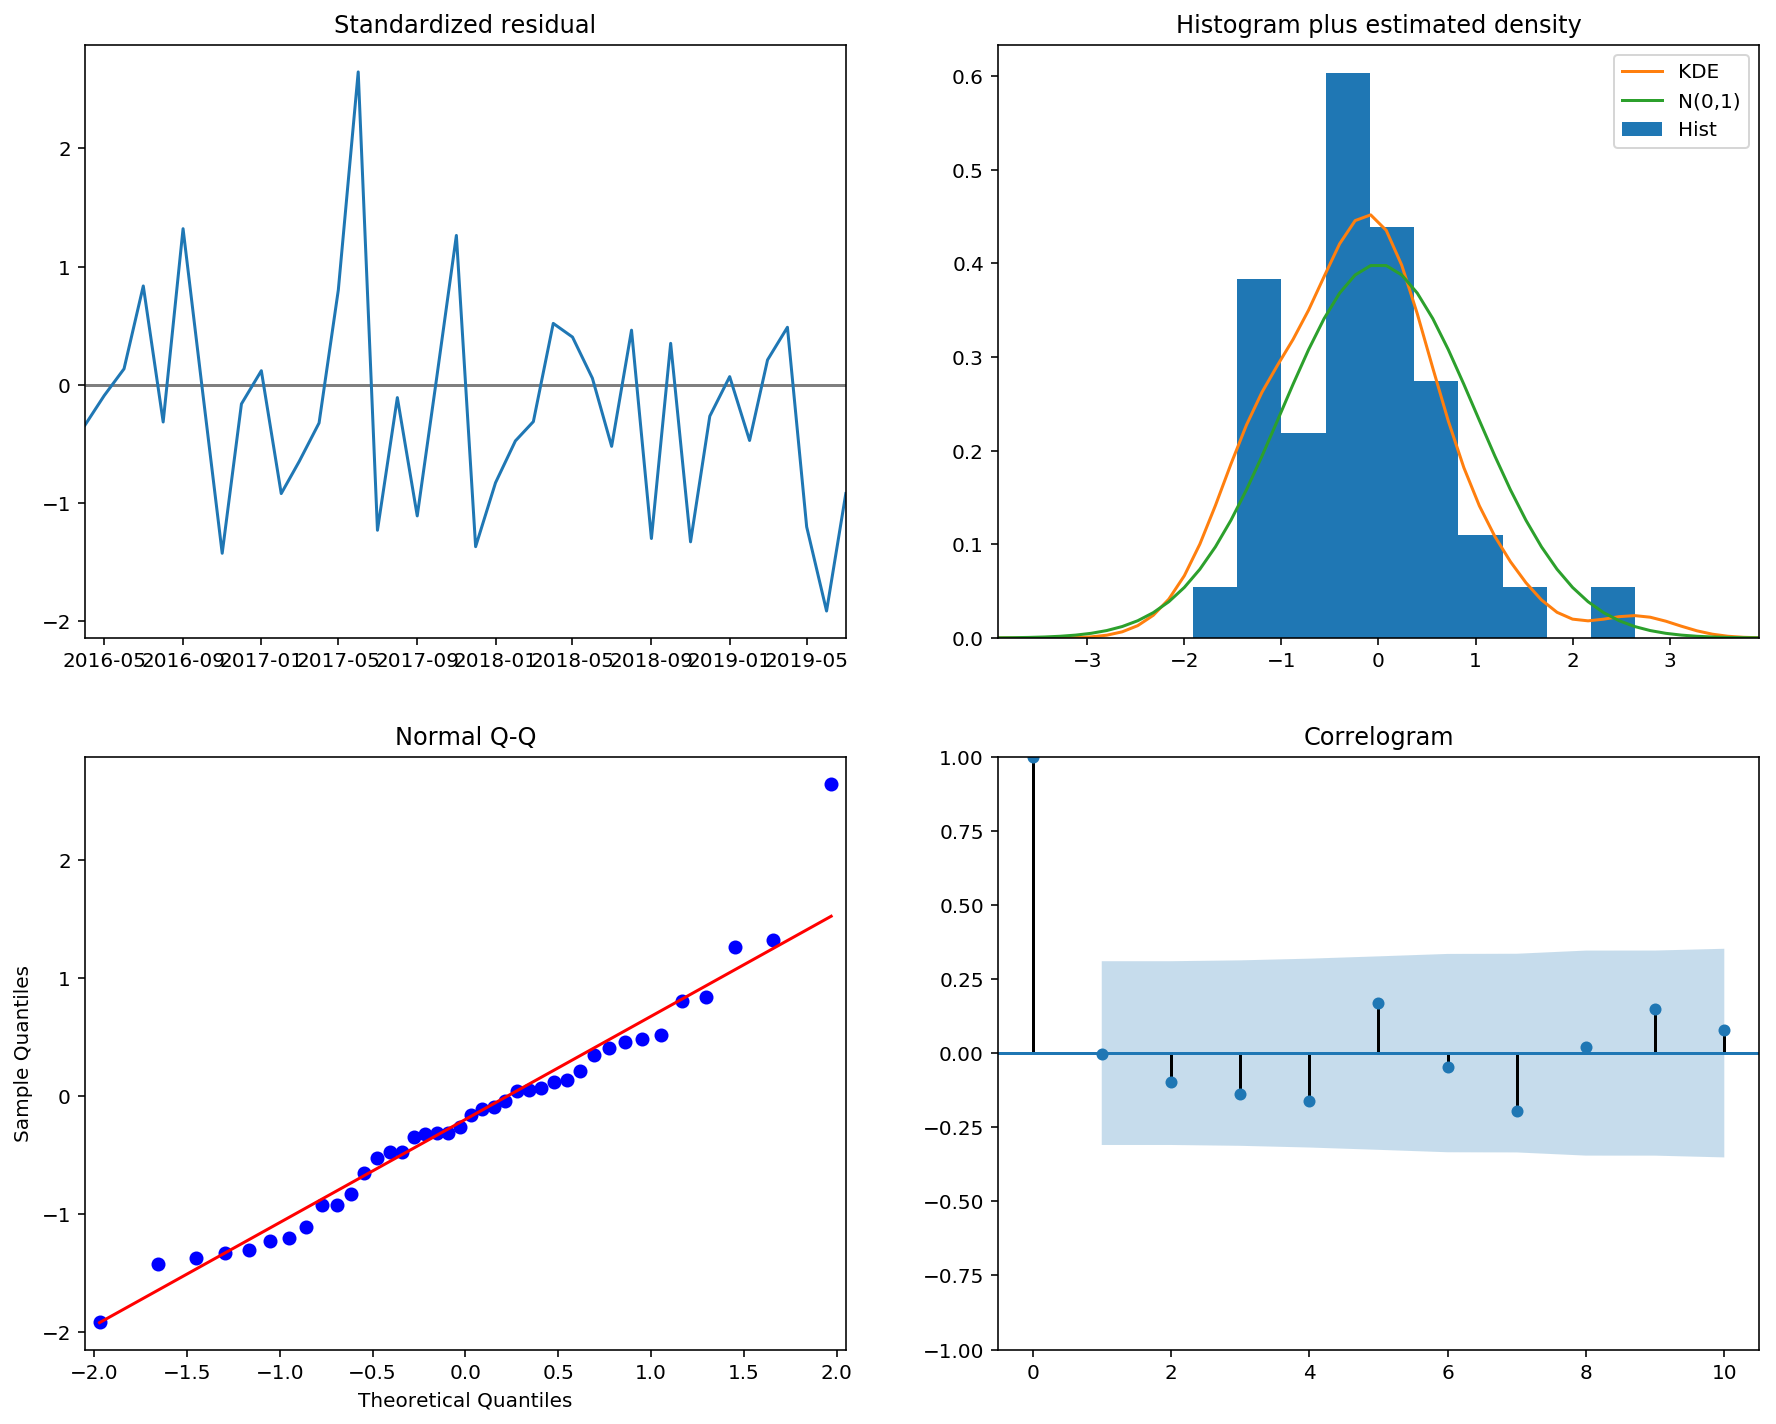 Standardized residual
2
1
0
−1
−2
2016-05 2016-09 2017-01 2017-05 2017-09 2018-01 2018-05 2018-09 2019-01 2019-05
Histogram plus estimated density
KDE
N(0,1)
Hist
0.6
0.5
0.4
0.3
0.2
0.1
0.0
−3 −2 −1 0 1 2 3
Normal Q-Q
Sample Quantiles
2
1
0
−1
−2
−2.0 −1.5 −1.0 −0.5 0.0 0.5 1.0 1.5 2.0
Theoretical Quantiles
Correlogram
1.00
0.75
0.50
0.25
0.00
−0.25
−0.50
−0.75
−1.00
0 2 4 6 8 10